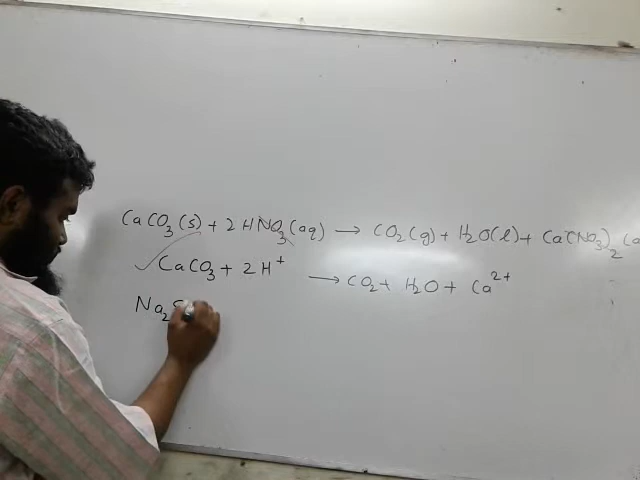 CaCO3(s) + 2HNO3(aq) → CO2(g) + H2O(l) + Ca(NO3)2(a
✓CaCO3 + 2H+ → CO2 + H2O + Ca2+
Na2